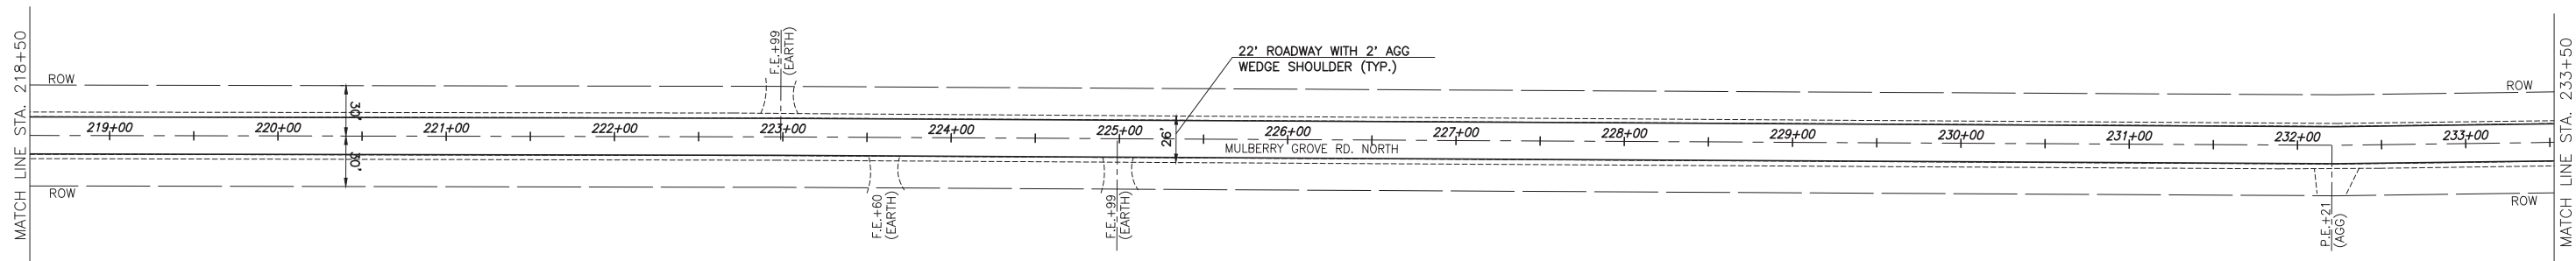 MATCH LINE STA. 218+50
F.E.+99
(EARTH)
22' ROADWAY WITH 2' AGG
WEDGE SHOULDER (TYP.)
ROW
ROW
30'
219+00
220+00
221+00
222+00
223+00
224+00
225+00
26'
226+00
227+00
228+00
229+00
230+00
231+00
232+00
233+00
MULBERRY GROVE RD. NORTH
30'
ROW
ROW
F.E.+60
(EARTH)
F.E.+99
(EARTH)
P.E.+21
(AGG)
MATCH LINE STA. 233+50